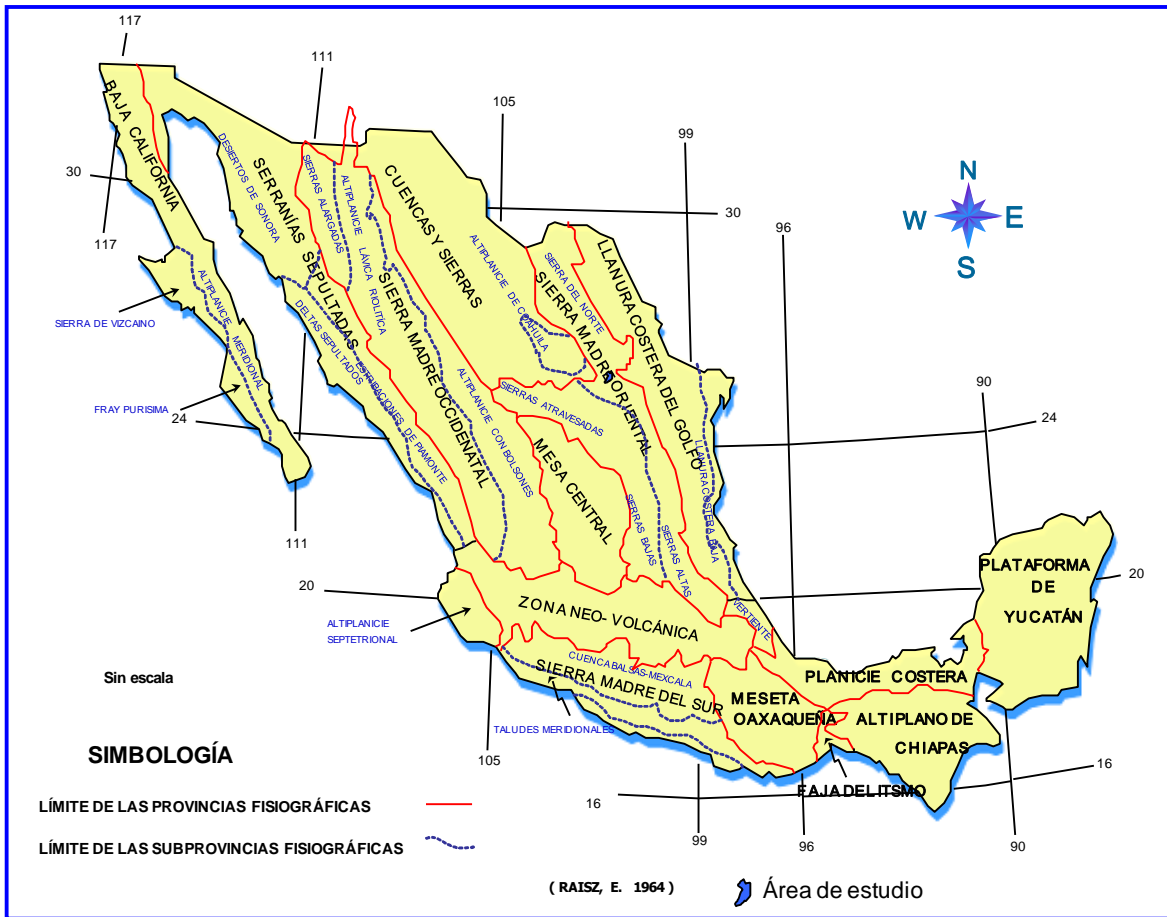 117
111
105
99
N
W
E
S
BAJA CALIFORNIA
DESIERTOS DE SONORA
SERRANÍAS SEPULTADAS
SIERRAS ALARGADAS
ALTIPLANICIE LÁVICA RIOLITÍCA
CUENCAS Y SIERRAS
30
117
117
ALTIPLANICIE DE COAHUILA
SIERRA DEL NORTE
LLANURA COSTERA DEL GOLFO
30
96
SIERRA MADRE ORIENTAL
SIERRA MADRE OCCIDENATAL
ALTIPLANICIE MERIDIONAL
SIERRA DE VIZCAINO
DELTAS SEPULTADOS
ESTRIBACIONES DE PIAMONTE
ALTIPLANICIE CON BOLSONES
SIERRAS ATRAVESADAS
FRAY PURISIMA
24
90
24
MESA CENTRAL
SIERRAS BAJAS
SIERRAS ALTAS
LLANURA COSTERA BAJA
VERTIENTE
111
PLATAFORMA
DE
YUCATÁN
20
20
ZONA NEO- VOLCÁNICA
ALTIPLANICIE
SEPTETRIONAL
CUENCA BALSAS-MEXCALA
SIERRA MADRE DEL SUR
105
Sin escala
PLANICIE COSTERA
MESETA
OAXAQUEÑA
ALTIPLANO DE
CHIAPAS
TALUDES MERIDIONALES
FAJA DEL ITSMO
16
16
99
96
90
SIMBOLOGÍA
LÍMITE DE LAS PROVINCIAS FISIOGRÁFICAS
LÍMITE DE LAS SUBPROVINCIAS FISIOGRÁFICAS
( RAISZ, E. 1964 )
Área de estudio